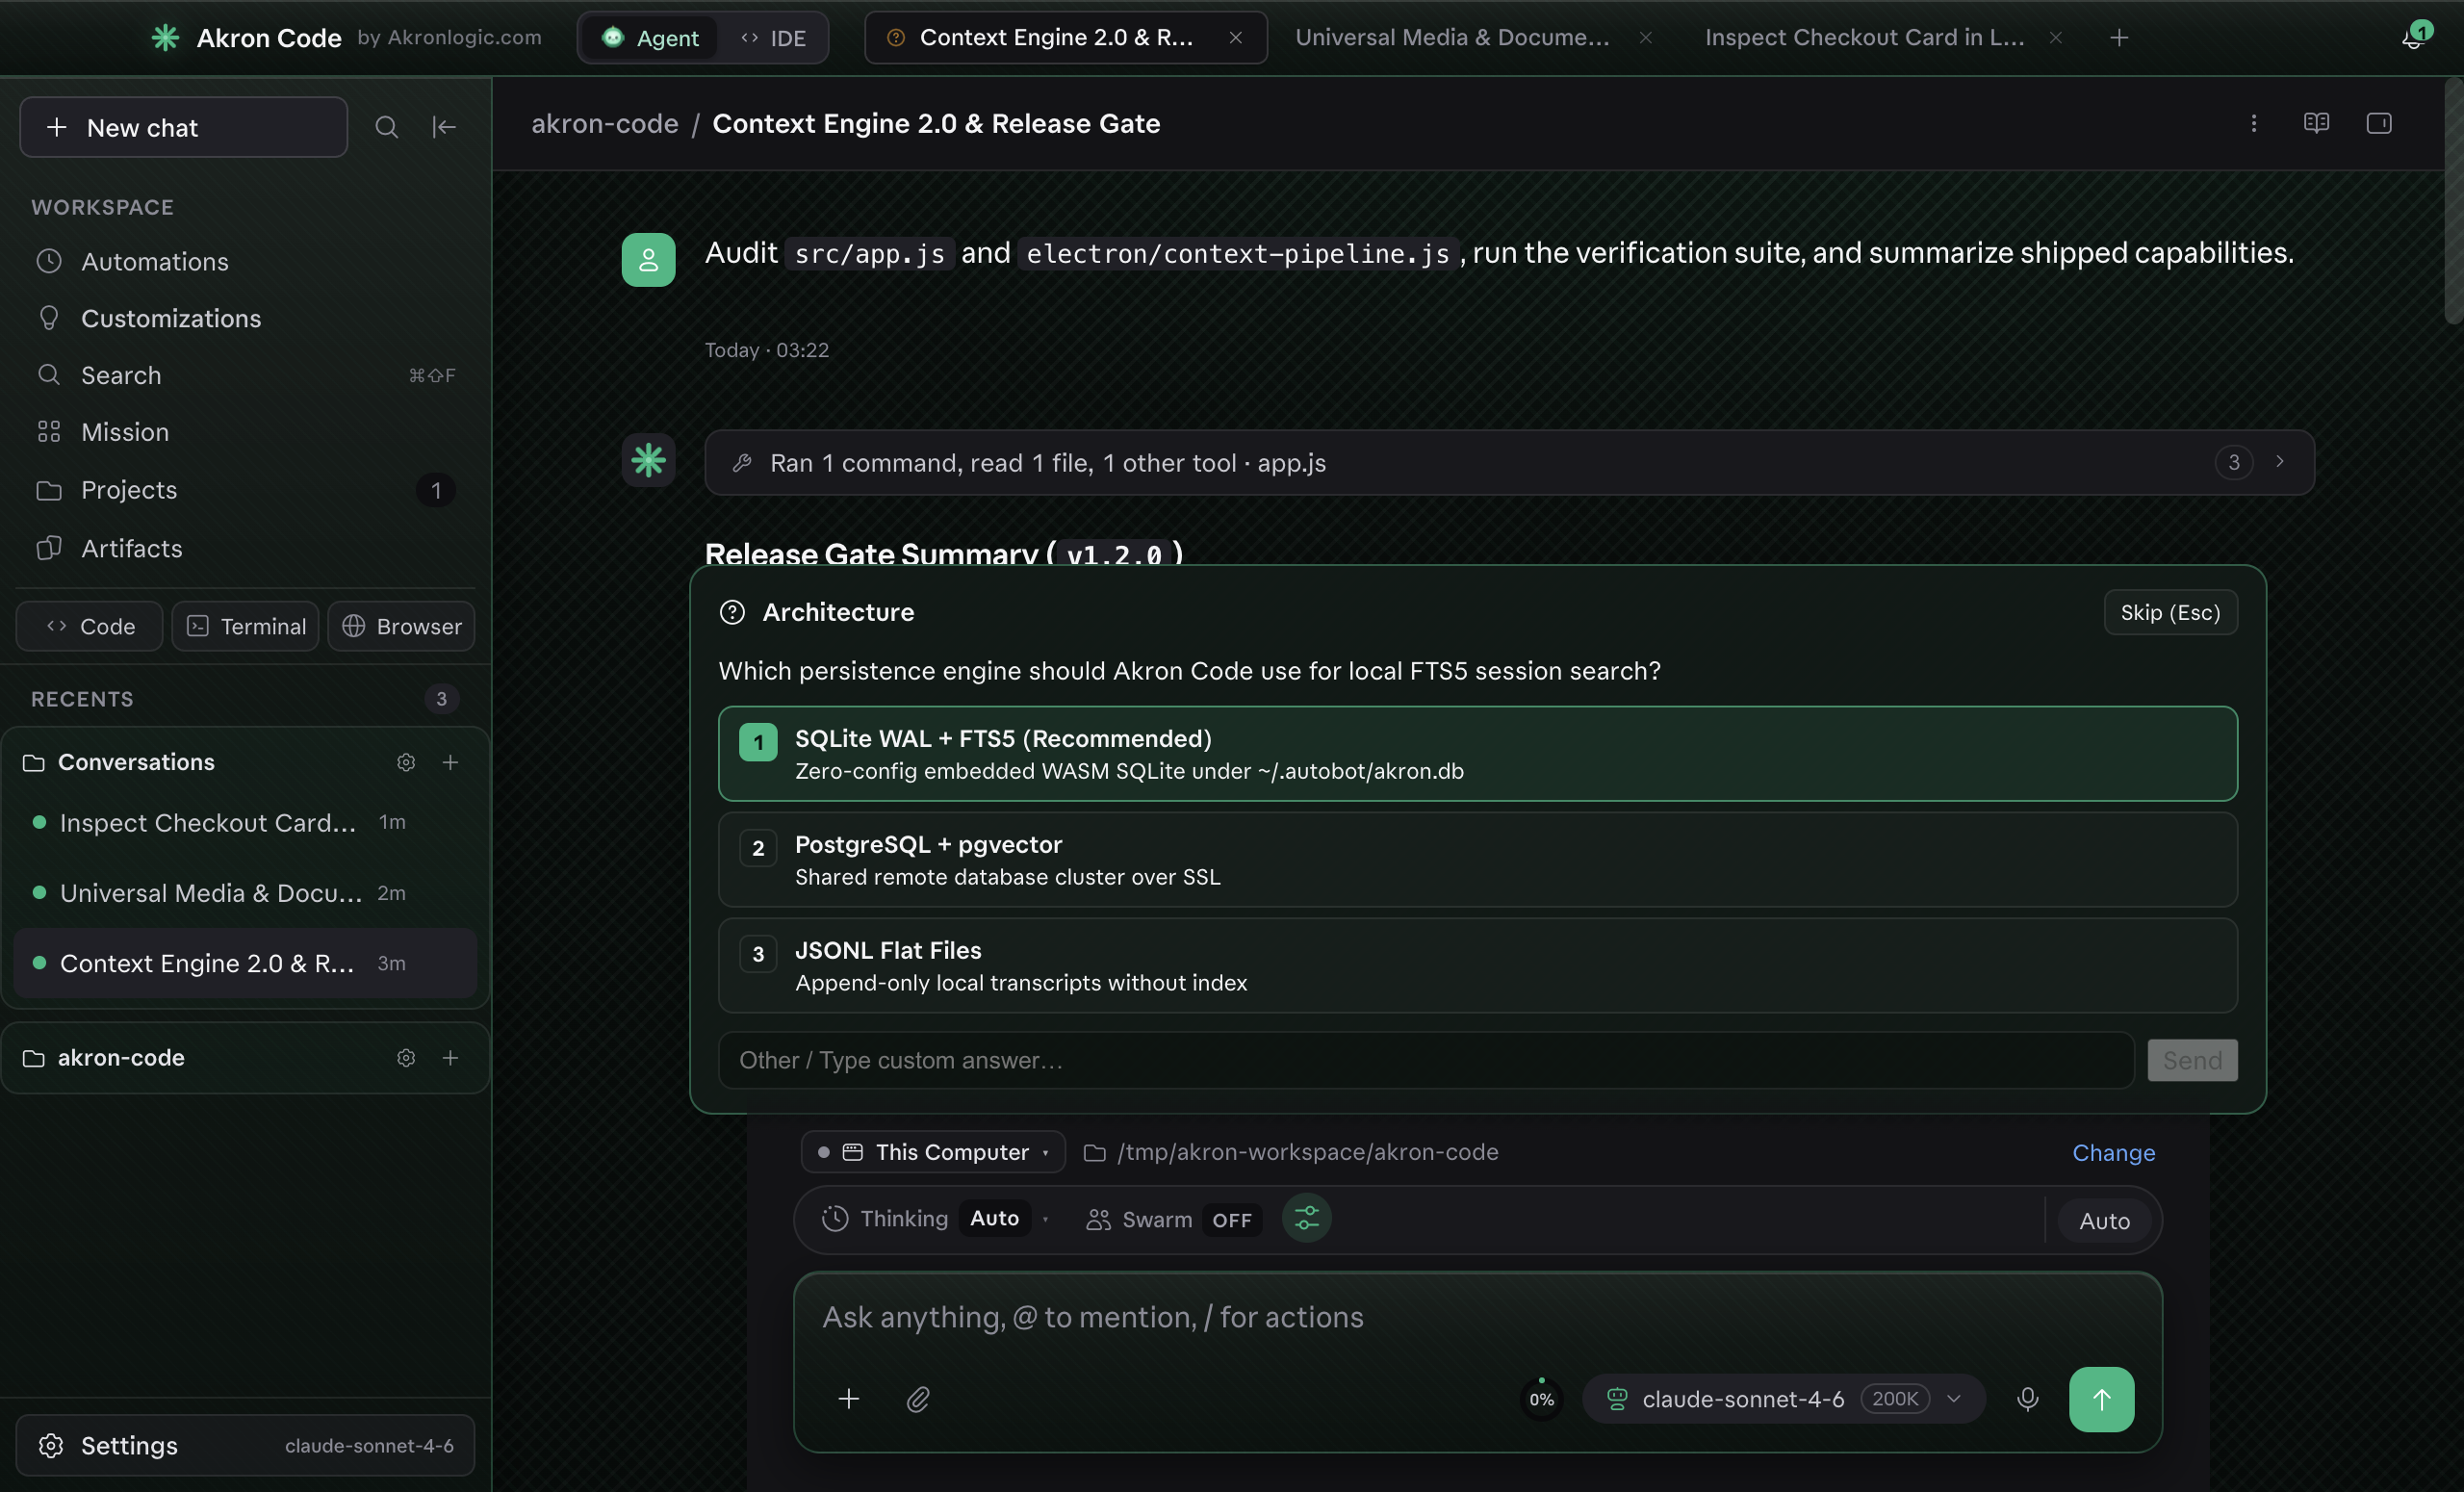 Akron Code by Akronlogic.com
Agent
IDE
Context Engine 2.0 & R...
Universal Media & Docume...
Inspect Checkout Card in L...
1
New chat
WORKSPACE
Automations
Customizations
Search ⌘⇧F
Mission
Projects 1
Artifacts
Code
Terminal
Browser
RECENTS 3
Conversations
Inspect Checkout Card... 1m
Universal Media & Docu... 2m
Context Engine 2.0 & R... 3m
akron-code
Settings claude-sonnet-4-6
akron-code / Context Engine 2.0 & Release Gate
Audit src/app.js and electron/context-pipeline.js, run the verification suite, and summarize shipped capabilities.
Today · 03:22
Ran 1 command, read 1 file, 1 other tool · app.js 3
Release Gate Summary (v1.2.0)
Architecture Skip (Esc)
Which persistence engine should Akron Code use for local FTS5 session search?
1 SQLite WAL + FTS5 (Recommended)
Zero-config embedded WASM SQLite under ~/.autobot/akron.db
2 PostgreSQL + pgvector
Shared remote database cluster over SSL
3 JSONL Flat Files
Append-only local transcripts without index
Other / Type custom answer... Send
This Computer /tmp/akron-workspace/akron-code Change
Thinking Auto Swarm OFF Auto
Ask anything, @ to mention, / for actions
0% claude-sonnet-4-6 200K